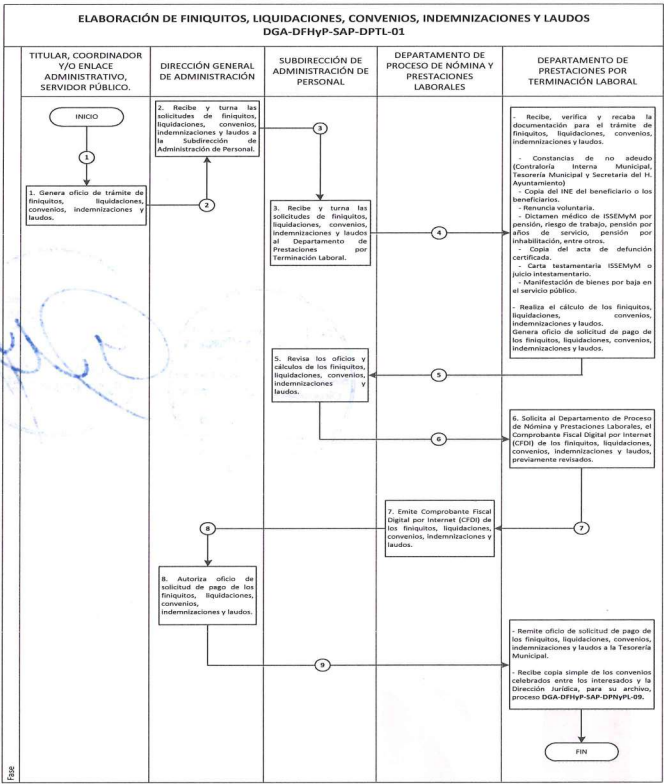 ELABORACIÓN DE FINIQUITOS, LIQUIDACIONES, CONVENIOS, INDEMNIZACIONES Y LAUDOS
DGA-DFHyP-SAP-DPTL-01
TITULAR, COORDINADOR
Y/O ENLACE
ADMINISTRATIVO,
SERVIDOR PÚBLICO.
DIRECCIÓN GENERAL
DE ADMINISTRACIÓN
SUBDIRECCIÓN DE
ADMINISTRACIÓN DE
PERSONAL
DEPARTAMENTO DE
PROCESO DE NÓMINA Y
PRESTACIONES
LABORALES
DEPARTAMENTO DE
PRESTACIONES POR
TERMINACIÓN LABORAL
INICIO
1
1. Genera oficio de trámite de
finiquitos, liquidaciones,
convenios, indemnizaciones y
laudos.
2
2. Recibe y turna las
solicitudes de finiquitos,
liquidaciones, convenios,
indemnizaciones y laudos a
la Subdirección de
Administración de Personal.
3
3. Recibe y turna las
solicitudes de finiquitos,
liquidaciones, convenios,
indemnizaciones y laudos
al Departamento de
Prestaciones por
Terminación Laboral.
4
- Recibe, verifica y recaba la
documentación para el trámite de
finiquitos, liquidaciones, convenios,
indemnizaciones y laudos.
- Constancias de no adeudo
(Contraloría Interna Municipal,
Tesorería Municipal y Secretaria del H.
Ayuntamiento)
- Copia del INE del beneficiario o los
beneficiarios.
- Renuncia voluntaria.
- Dictamen médico de ISSEMyM por
pensión, riesgo de trabajo, pensión por
años de servicio, pensión por
inhabilitación, entre otros.
- Copia del acta de defunción
certificada.
- Carta testamentaria ISSEMyM o
juicio intestamentario.
- Manifestación de bienes por baja en
el servicio público.
- Realiza el cálculo de los finiquitos,
liquidaciones, convenios,
indemnizaciones y laudos.
Genera oficio de solicitud de pago de
los finiquitos, liquidaciones, convenios,
indemnizaciones y laudos.
5
5. Revisa los oficios y
cálculos de los finiquitos,
liquidaciones, convenios,
indemnizaciones y
laudos.
6
6. Solicita al Departamento de Proceso
de Nómina y Prestaciones Laborales, el
Comprobante Fiscal Digital por Internet
(CFDI) de los finiquitos, liquidaciones,
convenios, indemnizaciones y laudos,
previamente revisados.
7
7. Emite Comprobante Fiscal
Digital por Internet (CFDI) de
los finiquitos, liquidaciones,
convenios, indemnizaciones y
laudos.
8
8. Autoriza oficio de
solicitud de pago de los
finiquitos, liquidaciones,
convenios,
indemnizaciones y laudos.
9
- Remite oficio de solicitud de pago de
los finiquitos, liquidaciones, convenios,
indemnizaciones y laudos a la Tesorería
Municipal.
- Recibe copia simple de los convenios
celebrados entre los interesados y la
Dirección Jurídica, para su archivo,
proceso DGA-DFHyP-SAP-DPNyPL-09.
FIN
Fase